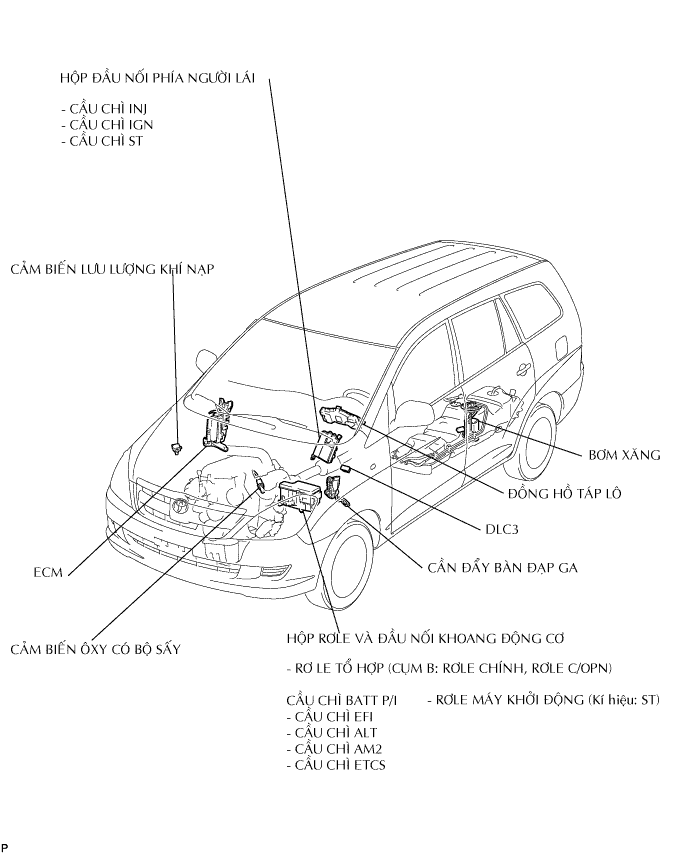 HỘP ĐẦU NỐI PHÍA NGƯỜI LÁI
- CẦU CHÌ INJ
- CẦU CHÌ IGN
- CẦU CHÌ ST
CẢM BIẾN LƯU LƯỢNG KHÍ NẠP
BƠM XĂNG
ĐỒNG HỒ TÁP LÔ
DLC3
CẦN ĐẨY BÀN ĐẠP GA
ECM
CẢM BIẾN ÔXY CÓ BỘ SẤY
HỘP RƠLE VÀ ĐẦU NỐI KHOANG ĐỘNG CƠ
- RƠ LE TỔ HỢP (CỤM B: RƠLE CHÍNH, RƠLE C/OPN)
CẦU CHÌ BATT P/I - RƠLE MÁY KHỞI ĐỘNG (Kí hiệu: ST)
- CẦU CHÌ EFI
- CẦU CHÌ ALT
- CẦU CHÌ AM2
- CẦU CHÌ ETCS
P